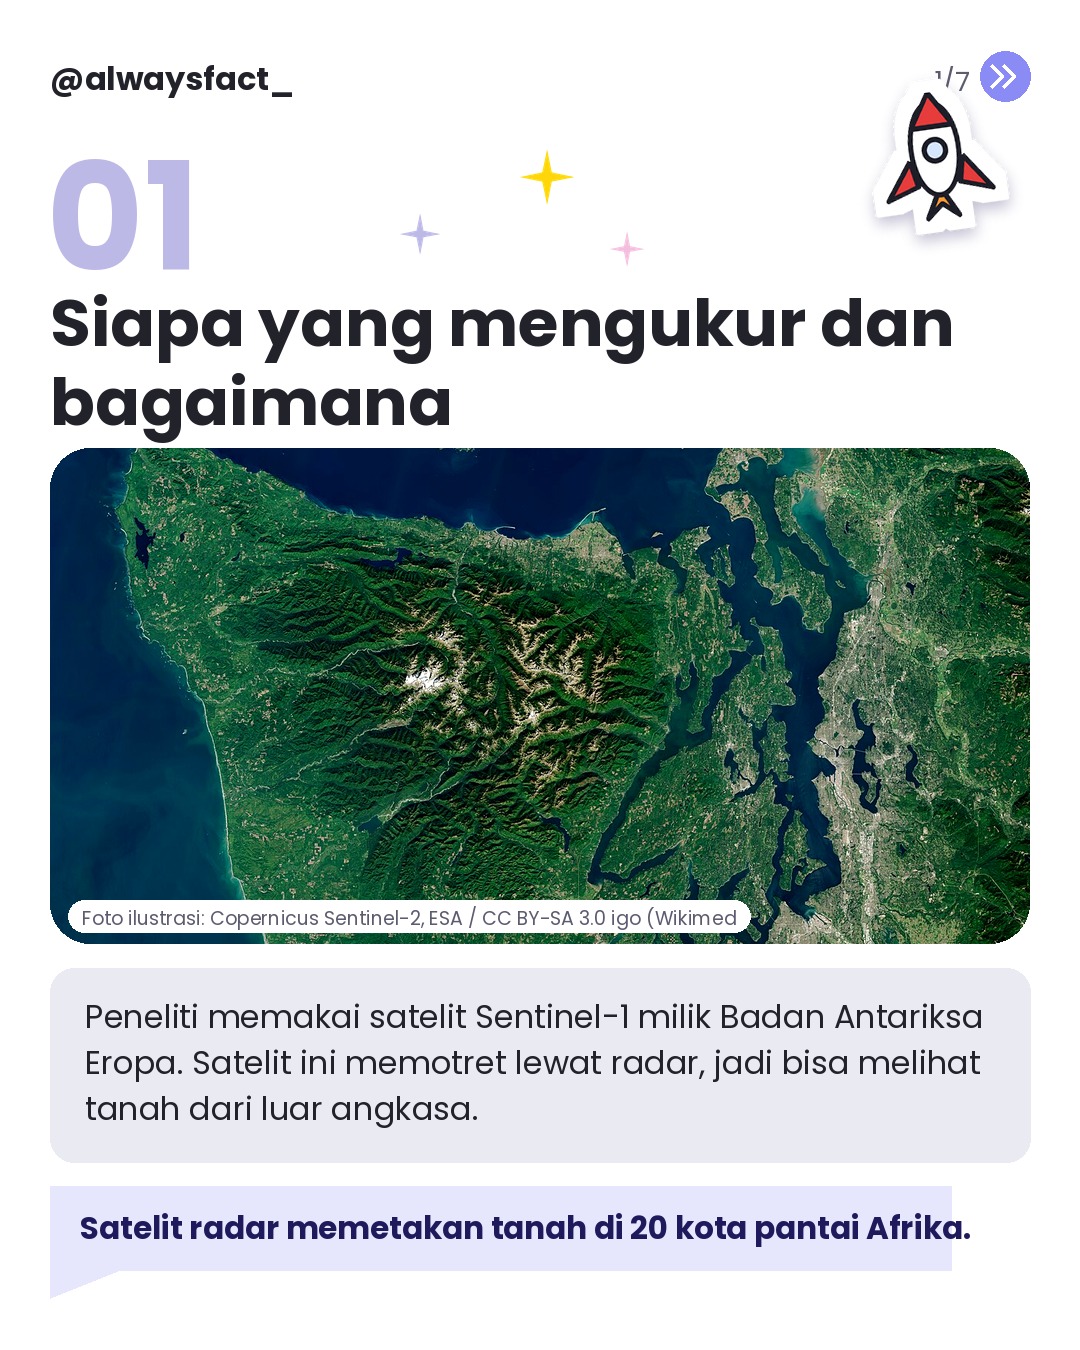 @alwaysfact_
1/7
01
Siapa yang mengukur dan
bagaimana
Foto ilustrasi: Copernicus Sentinel-2, ESA / CC BY-SA 3.0 igo (Wikimed
Peneliti memakai satelit Sentinel-1 milik Badan Antariksa
Eropa. Satelit ini memotret lewat radar, jadi bisa melihat
tanah dari luar angkasa.
Satelit radar memetakan tanah di 20 kota pantai Afrika.